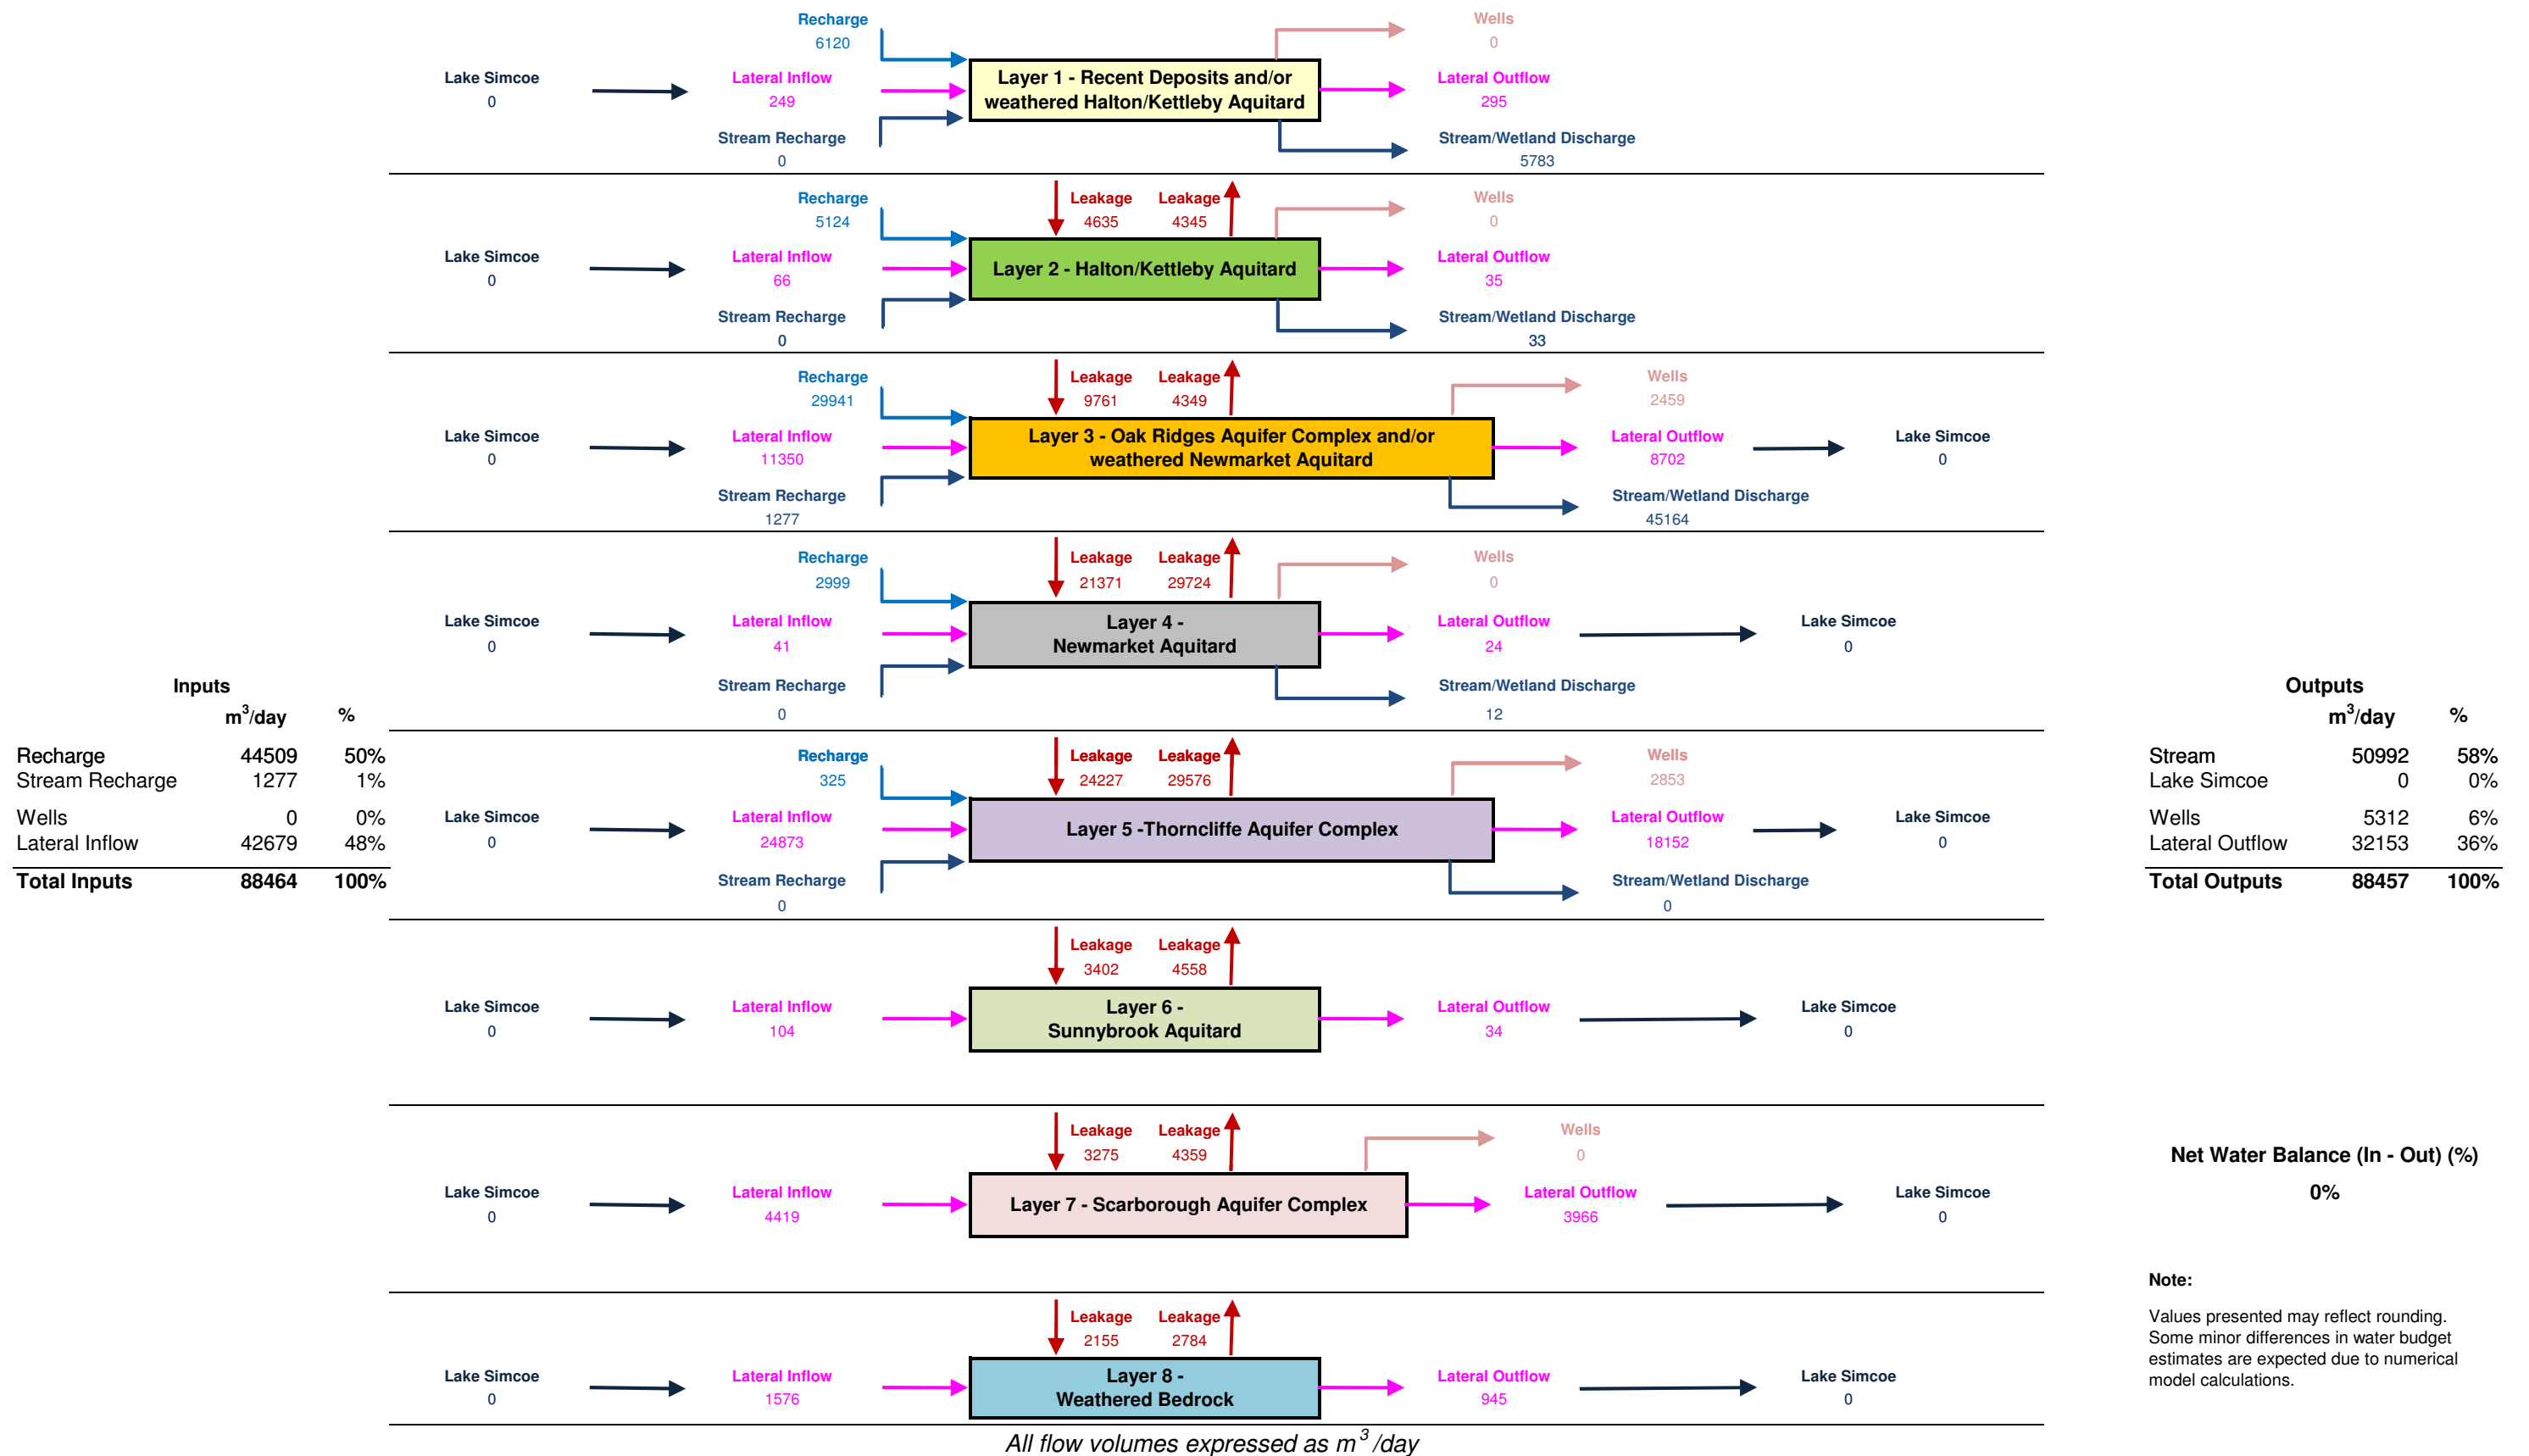 Recharge
6120
Wells
0
Lake Simcoe
0
Lateral Inflow
249
Layer 1 - Recent Deposits and/or
weathered Halton/Kettleby Aquitard
Lateral Outflow
295
Stream Recharge
0
Stream/Wetland Discharge
5783
Recharge
5124
Leakage
4635
Leakage
4345
Wells
0
Lake Simcoe
0
Lateral Inflow
66
Layer 2 - Halton/Kettleby Aquitard
Lateral Outflow
35
Stream Recharge
0
Stream/Wetland Discharge
33
Recharge
29941
Leakage
9761
Leakage
4349
Wells
2459
Lake Simcoe
0
Lateral Inflow
11350
Layer 3 - Oak Ridges Aquifer Complex and/or
weathered Newmarket Aquitard
Lateral Outflow
8702
Lake Simcoe
0
Stream Recharge
1277
Stream/Wetland Discharge
45164
Recharge
2999
Leakage
21371
Leakage
29724
Wells
0
Lake Simcoe
0
Lateral Inflow
41
Layer 4 -
Newmarket Aquitard
Lateral Outflow
24
Lake Simcoe
0
Stream Recharge
0
Stream/Wetland Discharge
12
Inputs
m³/day %
Recharge 44509 50%
Stream Recharge 1277 1%
Wells 0 0%
Lateral Inflow 42679 48%
Total Inputs 88464 100%
Recharge
325
Leakage
24227
Leakage
29576
Wells
2853
Lake Simcoe
0
Lateral Inflow
24873
Layer 5 -Thorncliffe Aquifer Complex
Lateral Outflow
18152
Lake Simcoe
0
Stream Recharge
0
Stream/Wetland Discharge
0
Outputs
m³/day %
Stream 50992 58%
Lake Simcoe 0 0%
Wells 5312 6%
Lateral Outflow 32153 36%
Total Outputs 88457 100%
Leakage
3402
Leakage
4558
Lake Simcoe
0
Lateral Inflow
104
Layer 6 -
Sunnybrook Aquitard
Lateral Outflow
34
Lake Simcoe
0
Leakage
3275
Leakage
4359
Wells
0
Lake Simcoe
0
Lateral Inflow
4419
Layer 7 - Scarborough Aquifer Complex
Lateral Outflow
3966
Lake Simcoe
0
Net Water Balance (In - Out) (%)
0%
Leakage
2155
Leakage
2784
Lake Simcoe
0
Lateral Inflow
1576
Layer 8 -
Weathered Bedrock
Lateral Outflow
945
Lake Simcoe
0
Note:
Values presented may reflect rounding.
Some minor differences in water budget
estimates are expected due to numerical
model calculations.
All flow volumes expressed as m³/day